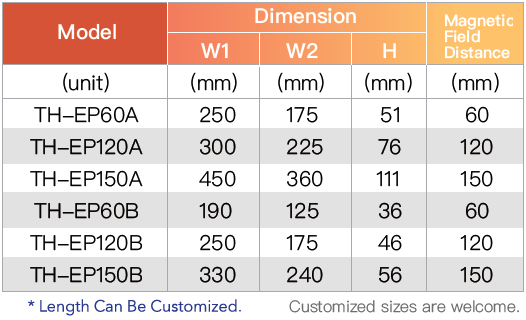 Model Dimension Magnetic Field Distance
W1 W2 H
(unit) (mm) (mm) (mm) (mm)
TH-EP60A 250 175 51 60
TH-EP120A 300 225 76 120
TH-EP150A 450 360 111 150
TH-EP60B 190 125 36 60
TH-EP120B 250 175 46 120
TH-EP150B 330 240 56 150
* Length Can Be Customized. Customized sizes are welcome.